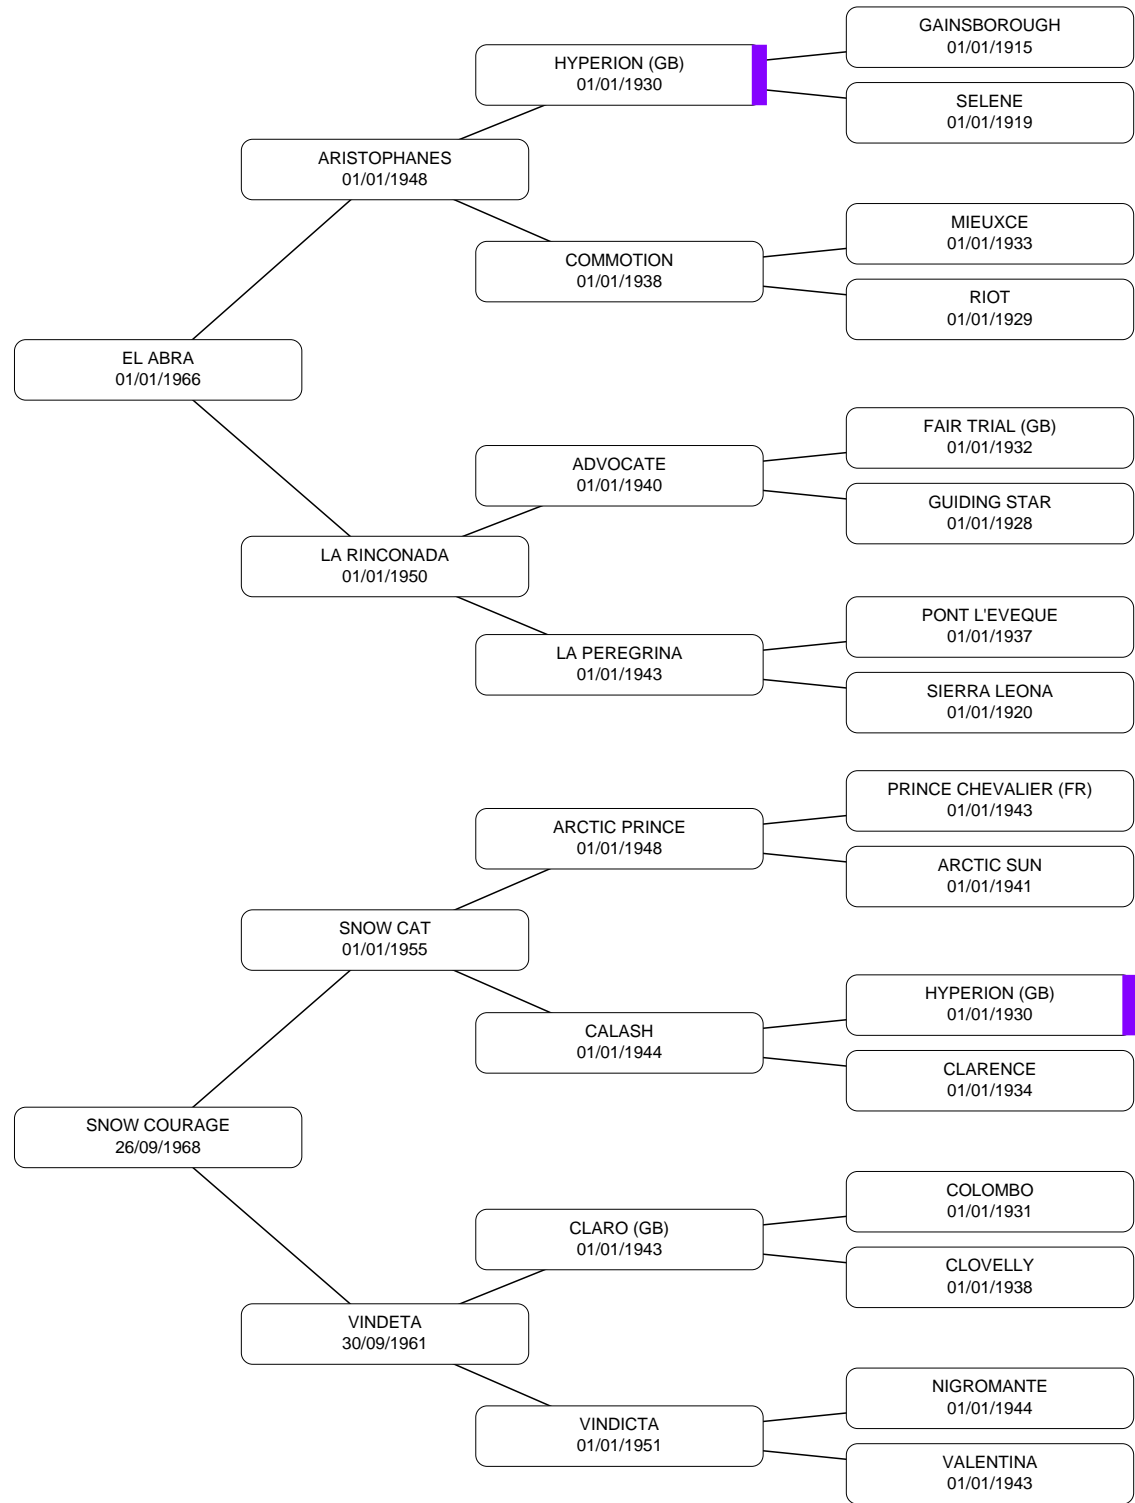 GAINSBOROUGH
01/01/1915
HYPERION (GB)
01/01/1930
SELENE
01/01/1919
ARISTOPHANES
01/01/1948
MIEUXCE
01/01/1933
COMMOTION
01/01/1938
RIOT
01/01/1929
EL ABRA
01/01/1966
FAIR TRIAL (GB)
01/01/1932
ADVOCATE
01/01/1940
GUIDING STAR
01/01/1928
LA RINCONADA
01/01/1950
PONT L'EVEQUE
01/01/1937
LA PEREGRINA
01/01/1943
SIERRA LEONA
01/01/1920
PRINCE CHEVALIER (FR)
01/01/1943
ARCTIC PRINCE
01/01/1948
ARCTIC SUN
01/01/1941
SNOW CAT
01/01/1955
HYPERION (GB)
01/01/1930
CALASH
01/01/1944
CLARENCE
01/01/1934
SNOW COURAGE
26/09/1968
COLOMBO
01/01/1931
CLARO (GB)
01/01/1943
CLOVELLY
01/01/1938
VINDETA
30/09/1961
NIGROMANTE
01/01/1944
VINDICTA
01/01/1951
VALENTINA
01/01/1943